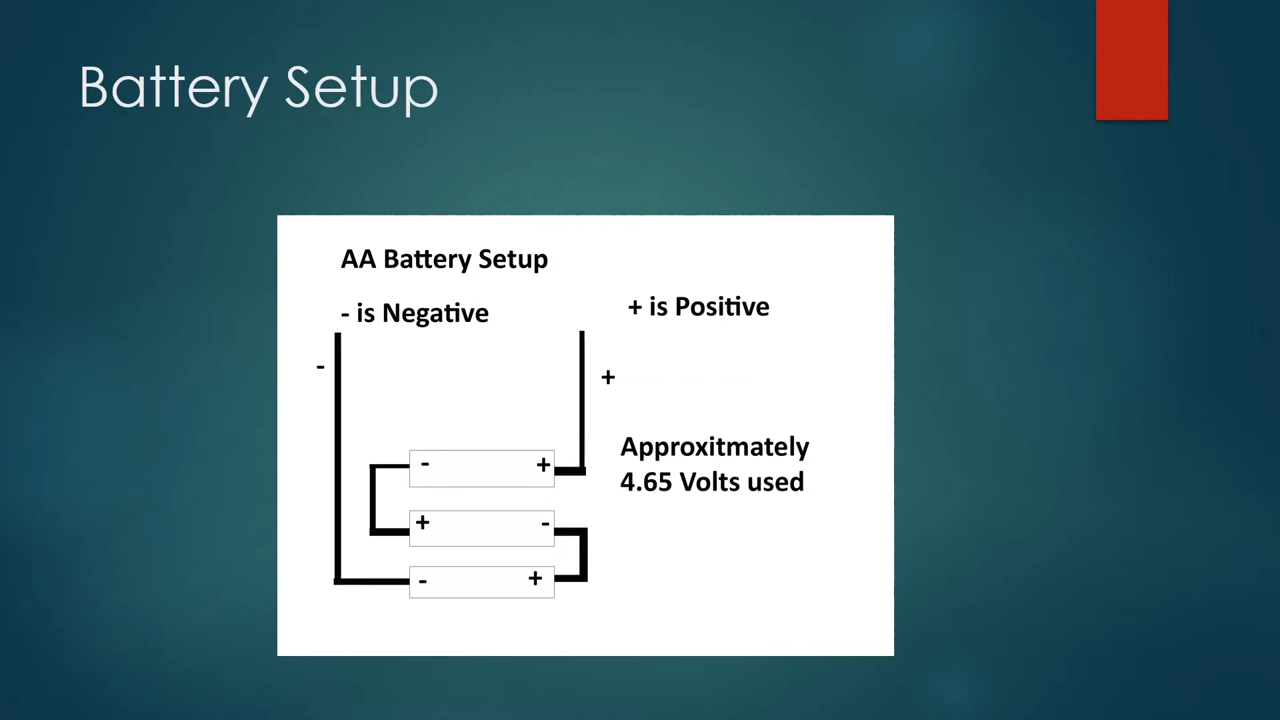 Battery Setup
AA Battery Setup
- is Negative
+ is Positive
-
+
Approxitmately
4.65 Volts used
- +
+ -
- +